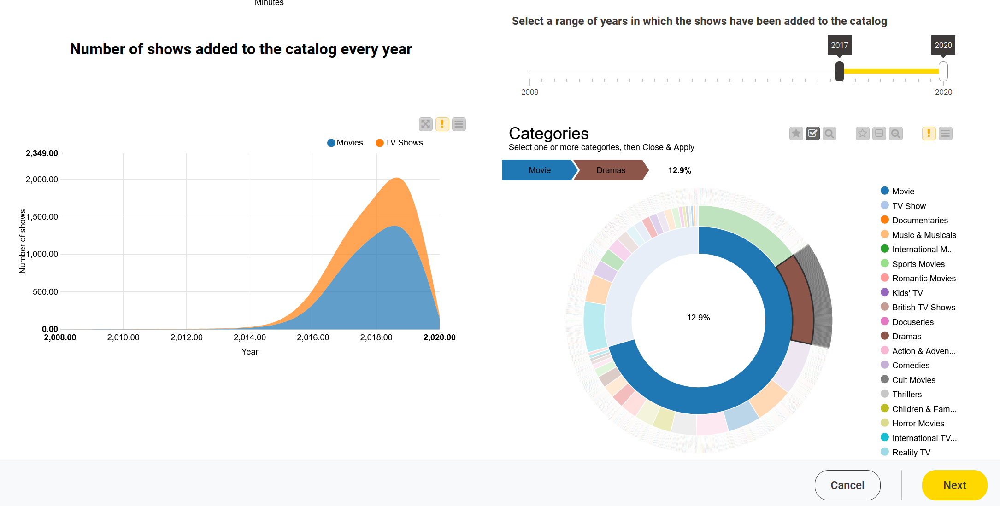 Minutes
Number of shows added to the catalog every year
Movies
TV Shows
2,349.00
2,000.00
1,500.00
1,000.00
500.00
0.00
Number of shows
2,008.00
2,010.00
2,012.00
2,014.00
2,016.00
2,018.00
2,020.00
Year
Select a range of years in which the shows have been added to the catalog
2017
2020
2008
2020
Categories
Select one or more categories, then Close & Apply
Movie
Dramas
12.9%
12.9%
Movie
TV Show
Documentaries
Music & Musicals
International M...
Sports Movies
Romantic Movies
Kids' TV
British TV Shows
Docuseries
Dramas
Action & Adven...
Comedies
Cult Movies
Thrillers
Children & Fam...
Horror Movies
International TV...
Reality TV
Cancel
Next